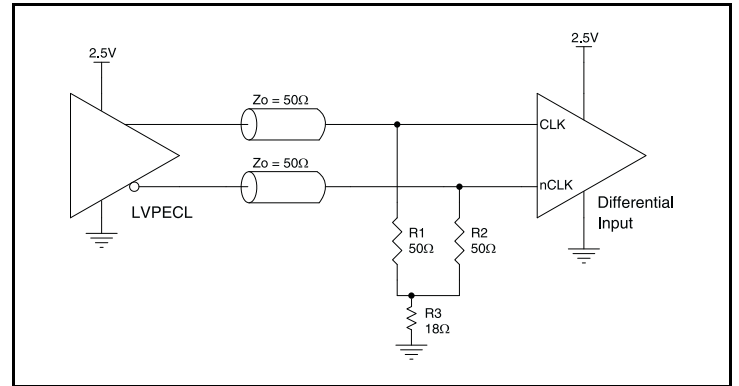 2.5V
2.5V
Zo = 50Ω
CLK
Zo = 50Ω
nCLK
LVPECL
Differential
Input
R1
50Ω
R2
50Ω
R3
18Ω